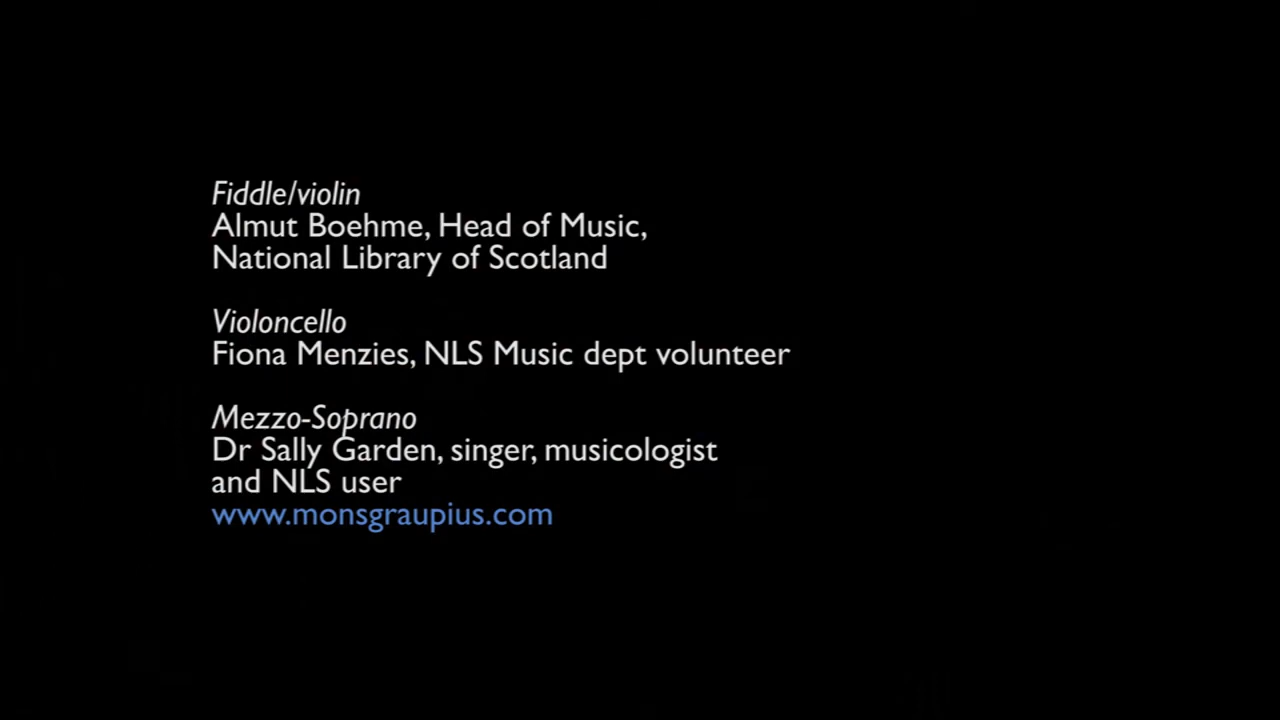 Fiddle/violin
Almut Boehme, Head of Music,
National Library of Scotland
Violoncello
Fiona Menzies, NLS Music dept volunteer
Mezzo-Soprano
Dr Sally Garden, singer, musicologist
and NLS user
www.monsgraupius.com